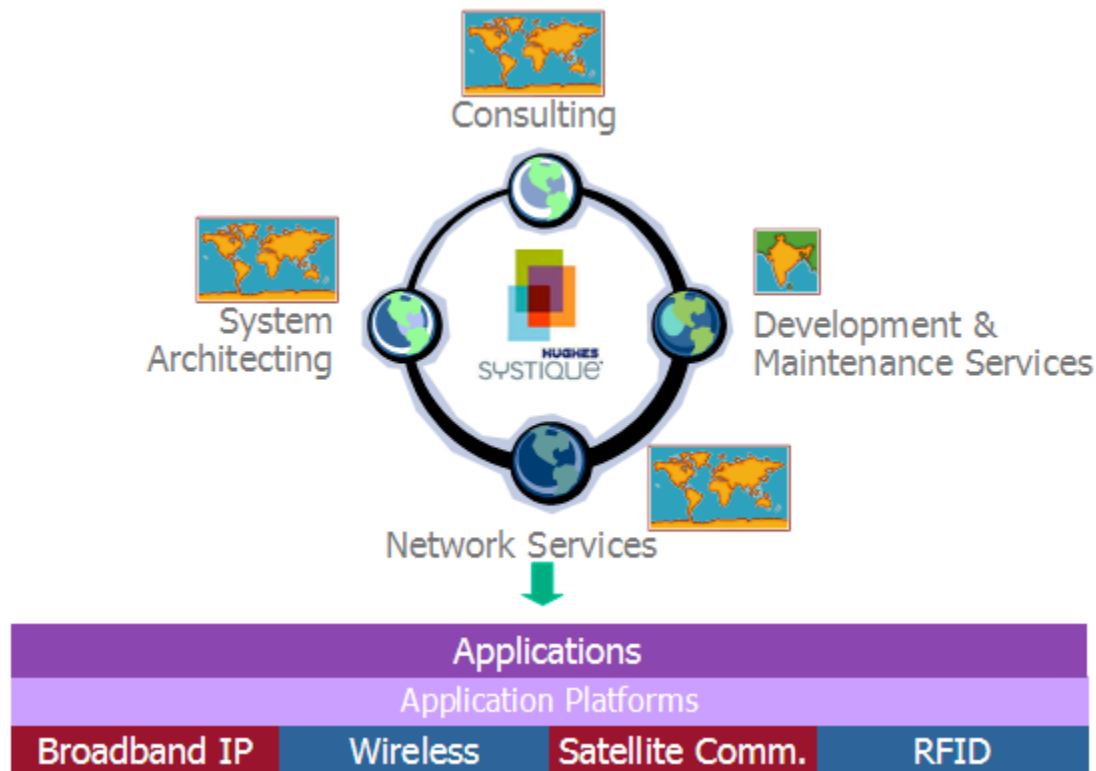 Consulting
System
Architecting
HUGHES
SYSTIQUE
Development &
Maintenance Services
Network Services
Applications
Application Platforms
Broadband IP
Wireless
Satellite Comm.
RFID